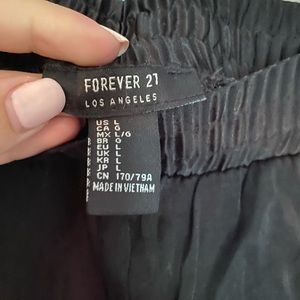 FOREVER 21
LOS ANGELES
US L
CA G
MX L/G
BR G
EU L
UK L
KR L
JP L
CN 170/79A
MADE IN VIETNAM